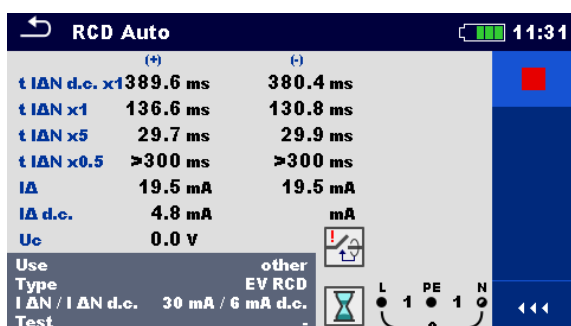 RCD Auto 11:31
(+) (-)
t IΔN d.c. x1 389.6 ms 380.4 ms
t IΔN x1 136.6 ms 130.8 ms
t IΔN x5 29.7 ms 29.9 ms
t IΔN x0.5 >300 ms >300 ms
IΔ 19.5 mA 19.5 mA
IΔ d.c. 4.8 mA mA
Uc 0.0 V
Use other
Type EV RCD
I ΔN / I ΔN d.c. 30 mA / 6 mA d.c.
Test -
L PE N
1 1